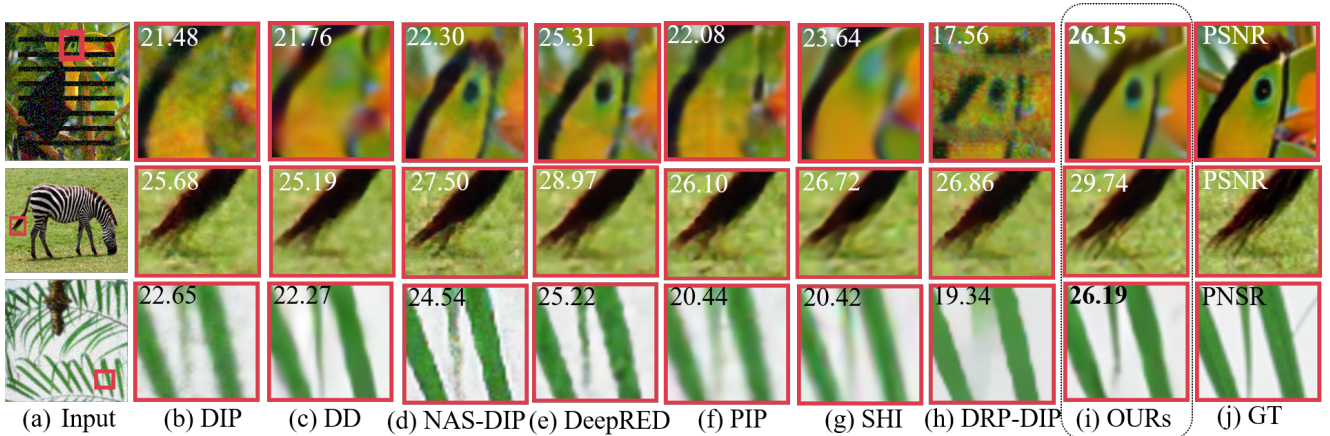 21.48 21.76 22.30 25.31 22.08 23.64 17.56 26.15 PSNR
25.68 25.19 27.50 28.97 26.10 26.72 26.86 29.74 PSNR
22.65 22.27 24.54 25.22 20.44 20.42 19.34 26.19 PNSR
(a) Input (b) DIP (c) DD (d) NAS-DIP (e) DeepRED (f) PIP (g) SHI (h) DRP-DIP (i) OURs (j) GT